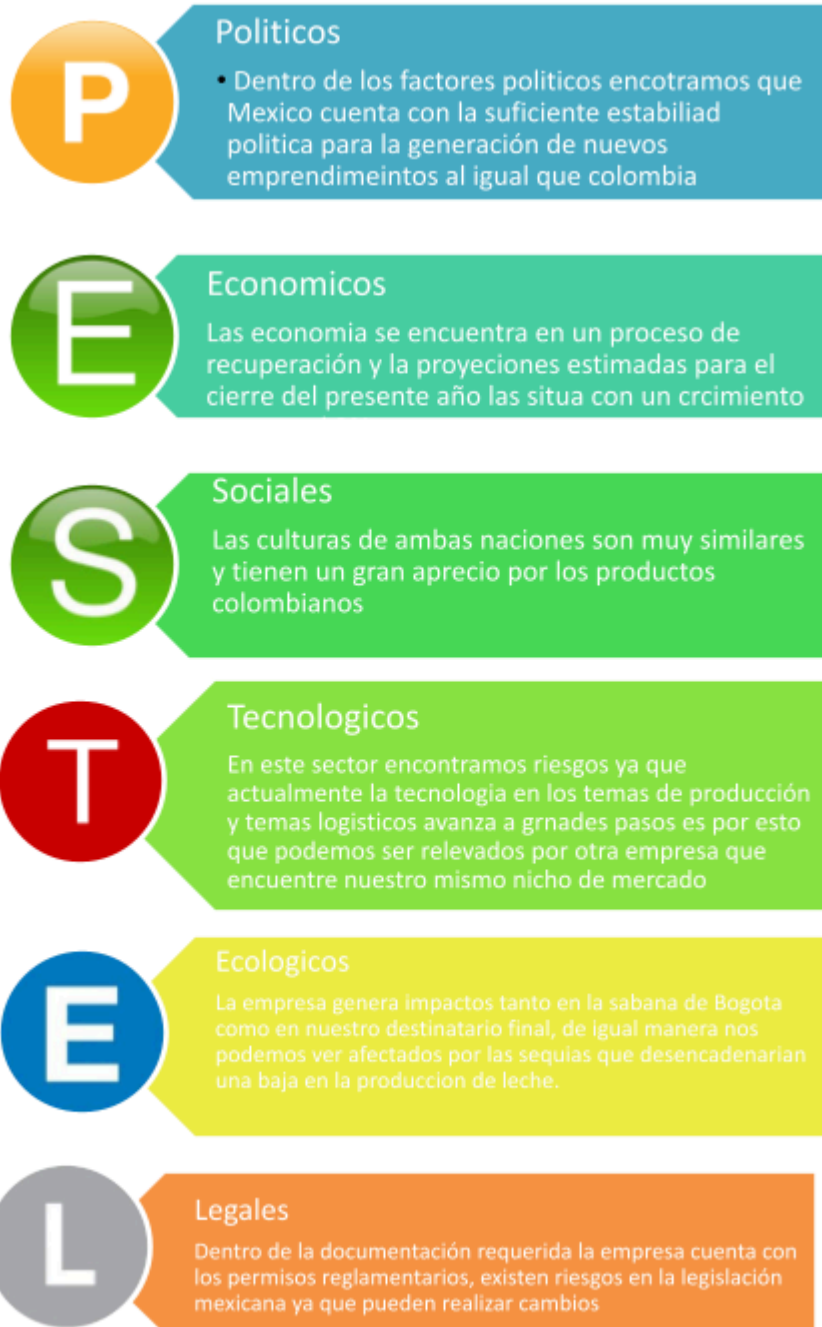 P
Politicos
• Dentro de los factores politicos encotramos que
Mexico cuenta con la suficiente estabiliad
politica para la generación de nuevos
emprendimeintos al igual que colombia
E
Economicos
Las economia se encuentra en un proceso de
recuperación y la proyeciones estimadas para el
cierre del presente año las situa con un crcimiento
S
Sociales
Las culturas de ambas naciones son muy similares
y tienen un gran aprecio por los productos
colombianos
T
Tecnologicos
En este sector encontramos riesgos ya que
actualmente la tecnologia en los temas de producción
y temas logisticos avanza a grnades pasos es por esto
que podemos ser relevados por otra empresa que
encuentre nuestro mismo nicho de mercado
E
Ecologicos
La empresa genera impactos tanto en la sabana de Bogota
como en nuestro destinatario final, de igual manera nos
podemos ver afectados por las sequias que desencadenarian
una baja en la produccion de leche.
L
Legales
Dentro de la documentación requerida la empresa cuenta con
los permisos reglamentarios, existen riesgos en la legislación
mexicana ya que pueden realizar cambios